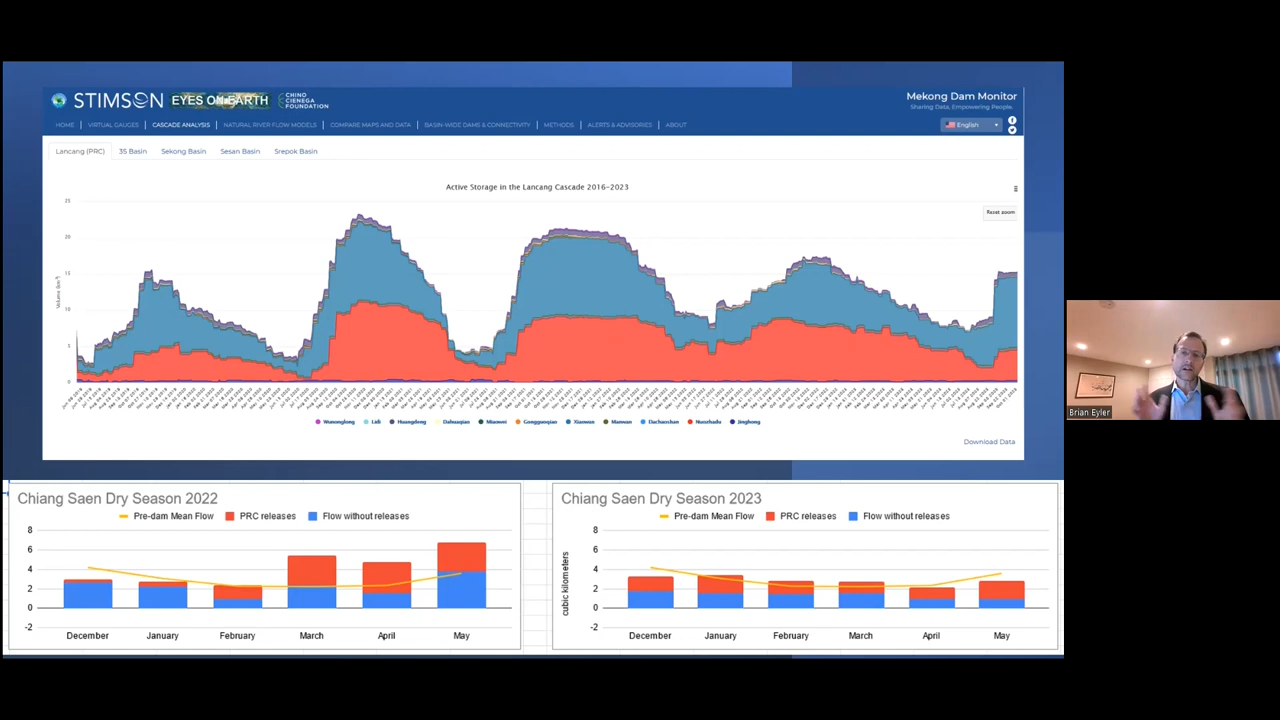 STIMSON EYES ON EARTH CHINO CIENEGA FOUNDATION
Mekong Dam Monitor
Sharing Data, Empowering People.
HOME VIRTUAL GAUGES CASCADE ANALYSIS NATURAL RIVER FLOW MODELS COMPARE MAPS AND DATA BASIN-WIDE DAMS & CONNECTIVITY METHODS ALERTS & ADVISORIES ABOUT
English
Lancang (PRC) 3S Basin Sekong Basin Sesan Basin Srepok Basin
Active Storage in the Lancang Cascade 2016-2023
Reset zoom
25
20
15
10
5
0
Volume (km³)
Wunonglong Lidi Huangdeng Dahuaqiao Miaowei Gongguoqiao Xiaowan Manwan Dachaoshan Nuozhadu Jinghong
Download Data
Brian Eyler
Chiang Saen Dry Season 2022
Pre-dam Mean Flow PRC releases Flow without releases
8
6
4
2
0
-2
December January February March April May
Chiang Saen Dry Season 2023
Pre-dam Mean Flow PRC releases Flow without releases
cubic kilometers
8
6
4
2
0
-2
December January February March April May